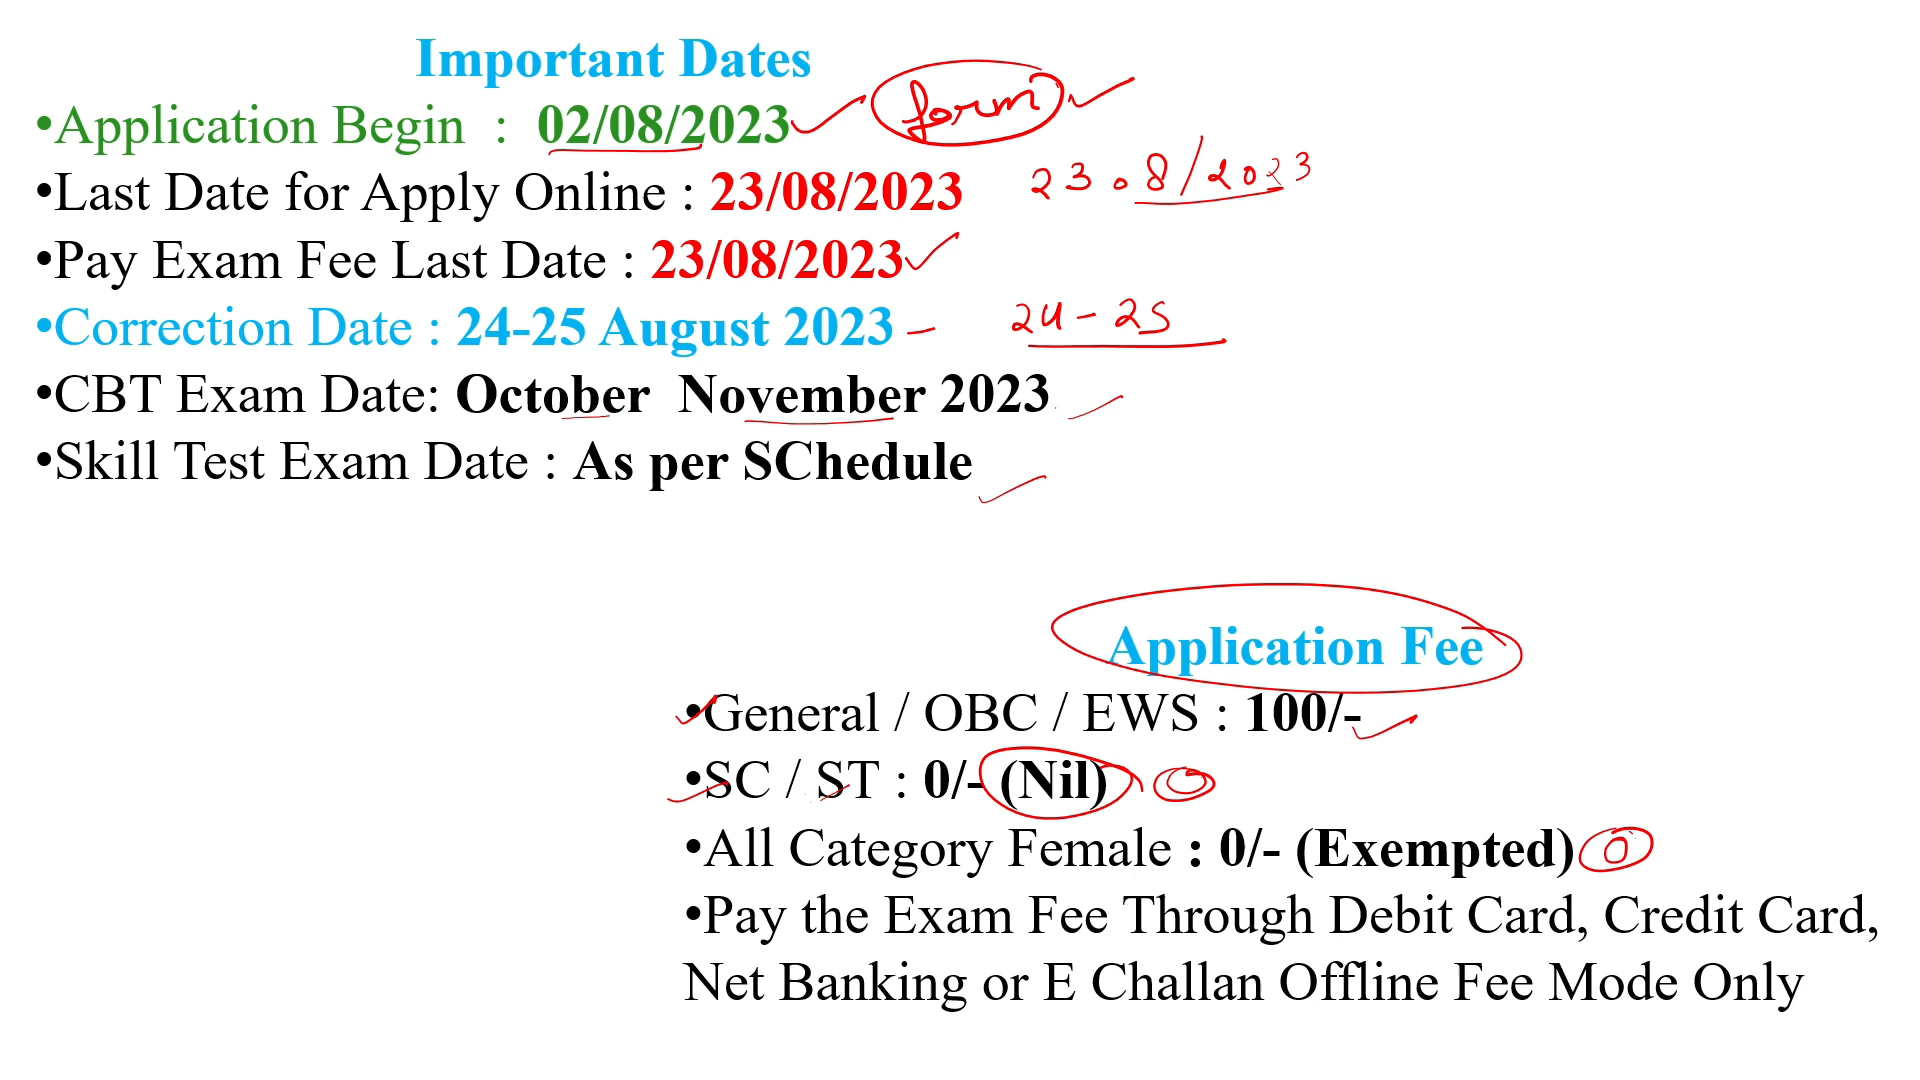 Important Dates
•Application Begin : 02/08/2023 form
•Last Date for Apply Online : 23/08/2023 23.8/2023
•Pay Exam Fee Last Date : 23/08/2023
•Correction Date : 24-25 August 2023 - 24-25
•CBT Exam Date: October November 2023
•Skill Test Exam Date : As per SChedule
Application Fee
•General / OBC / EWS : 100/-
•SC / ST : 0/- (Nil) 0
•All Category Female : 0/- (Exempted) 0
•Pay the Exam Fee Through Debit Card, Credit Card,
Net Banking or E Challan Offline Fee Mode Only